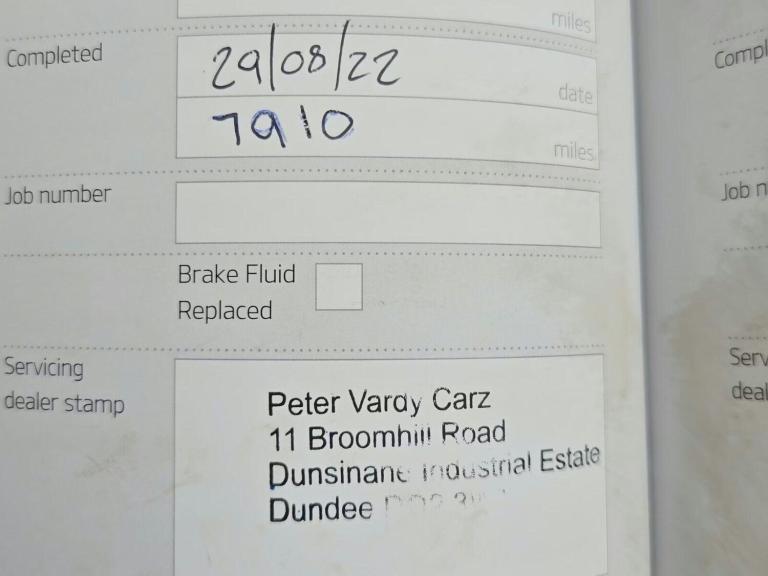 miles
Completed
29/08/22
date
7910
miles
Job number
Job n
Brake Fluid
Replaced
Servicing
dealer stamp
Peter Vardy Carz
11 Broomhill Road
Dunsinane Industrial Estate
Dundee
Compl
Serv
deal